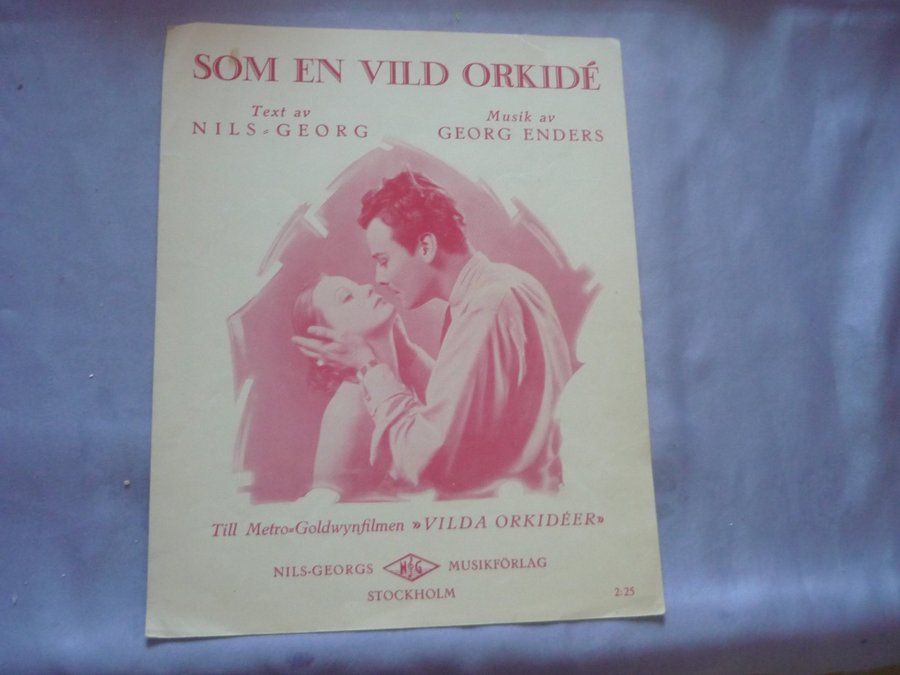 SOM EN VILD ORKIDÉ
Text av
NILS-GEORG
Musik av
GEORG ENDERS
Till Metro=Goldwynfilmen »VILDA ORKIDÉER»
NILS-GEORGS N&G MUSIKFÖRLAG
STOCKHOLM
2:25